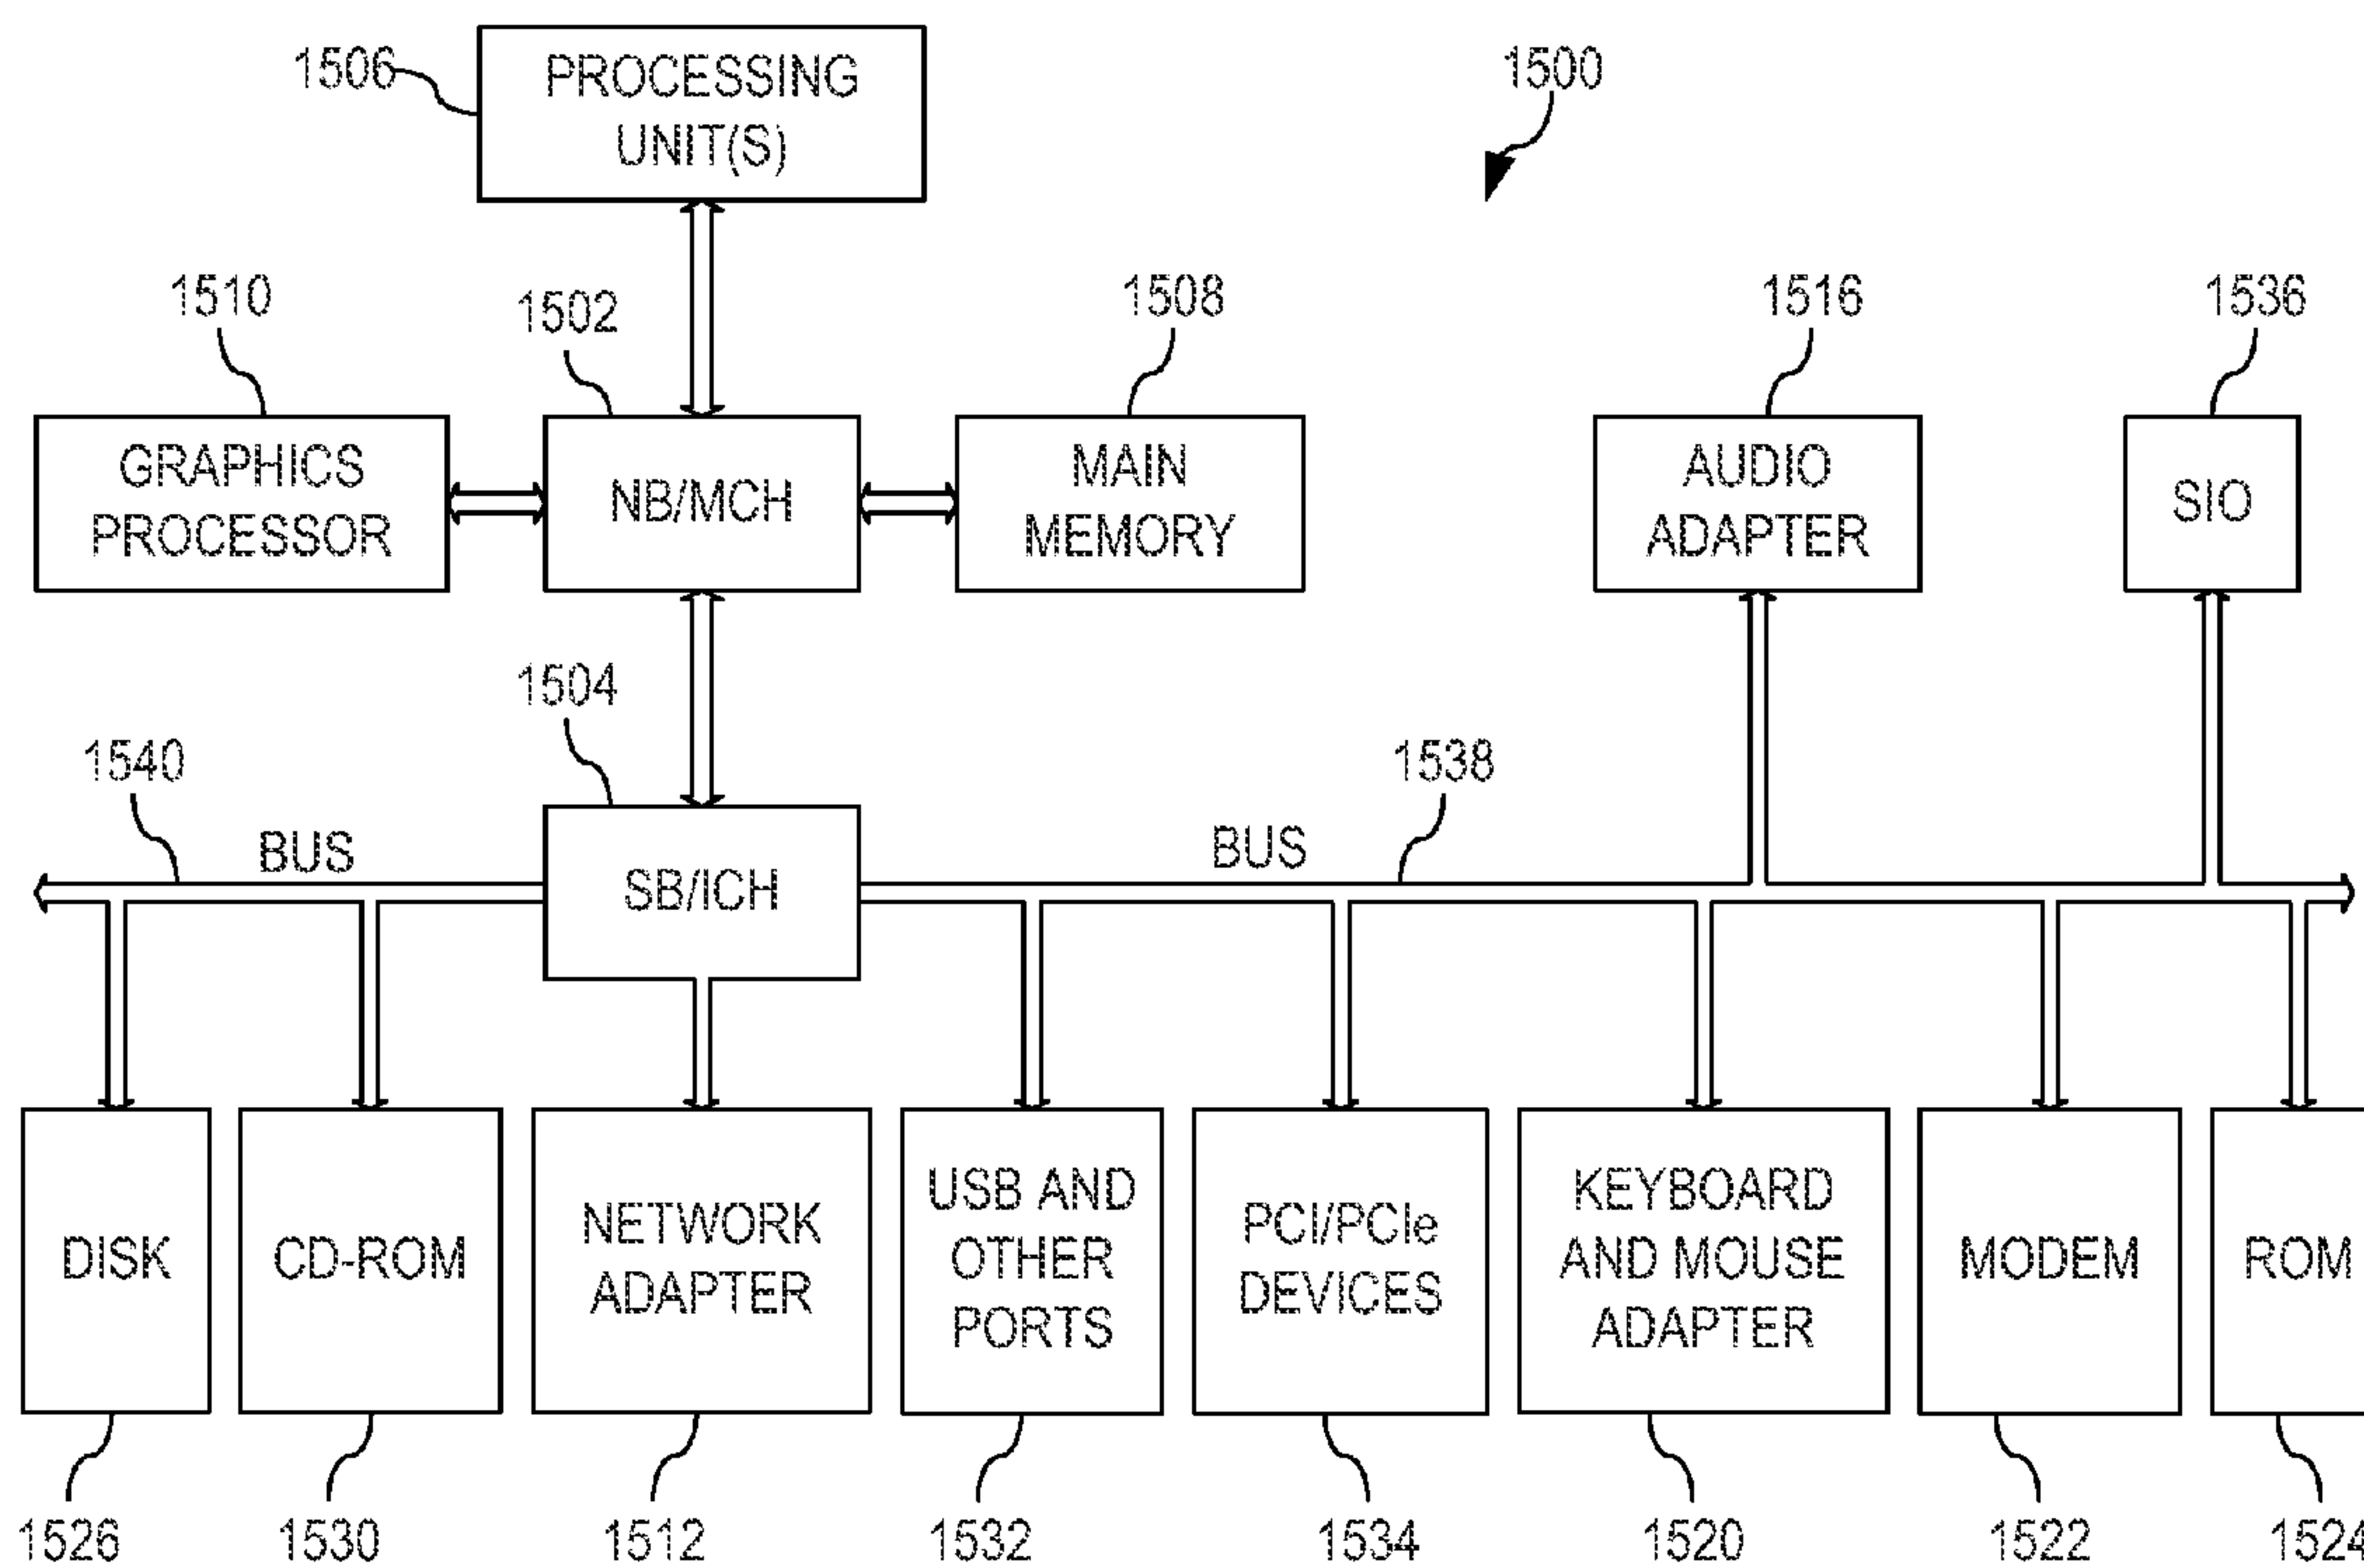 1506
PROCESSING
UNIT(S)
1500
1510
1502
1508
1516
1536
GRAPHICS
PROCESSOR
NB/MCH
MAIN
MEMORY
AUDIO
ADAPTER
SIO
1504
1540
1538
BUS
BUS
SB/ICH
DISK
CD-ROM
NETWORK
ADAPTER
USB AND
OTHER
PORTS
PCI/PCIe
DEVICES
KEYBOARD
AND MOUSE
ADAPTER
MODEM
ROM
1526
1530
1512
1532
1534
1520
1522
1524